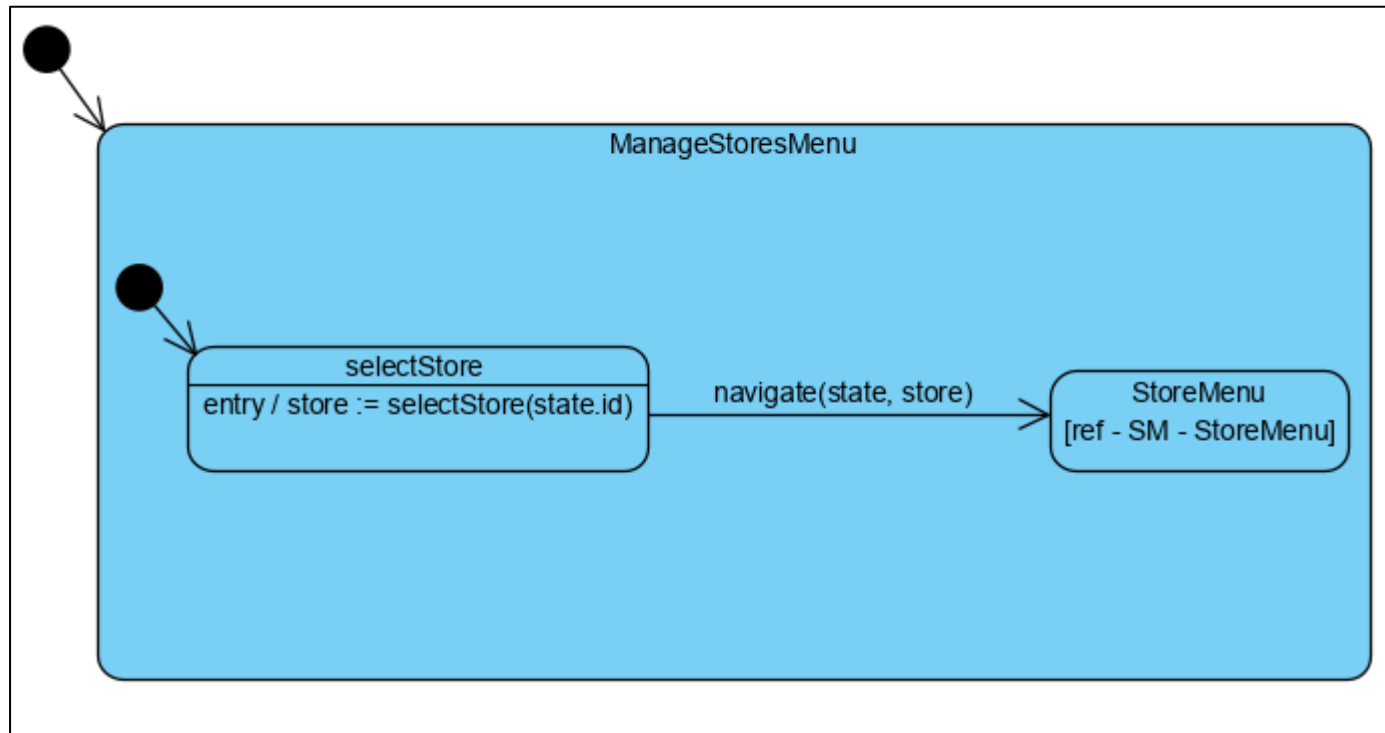 ManageStoresMenu
selectStore
entry / store := selectStore(state.id)
navigate(state, store)
StoreMenu
[ref - SM - StoreMenu]